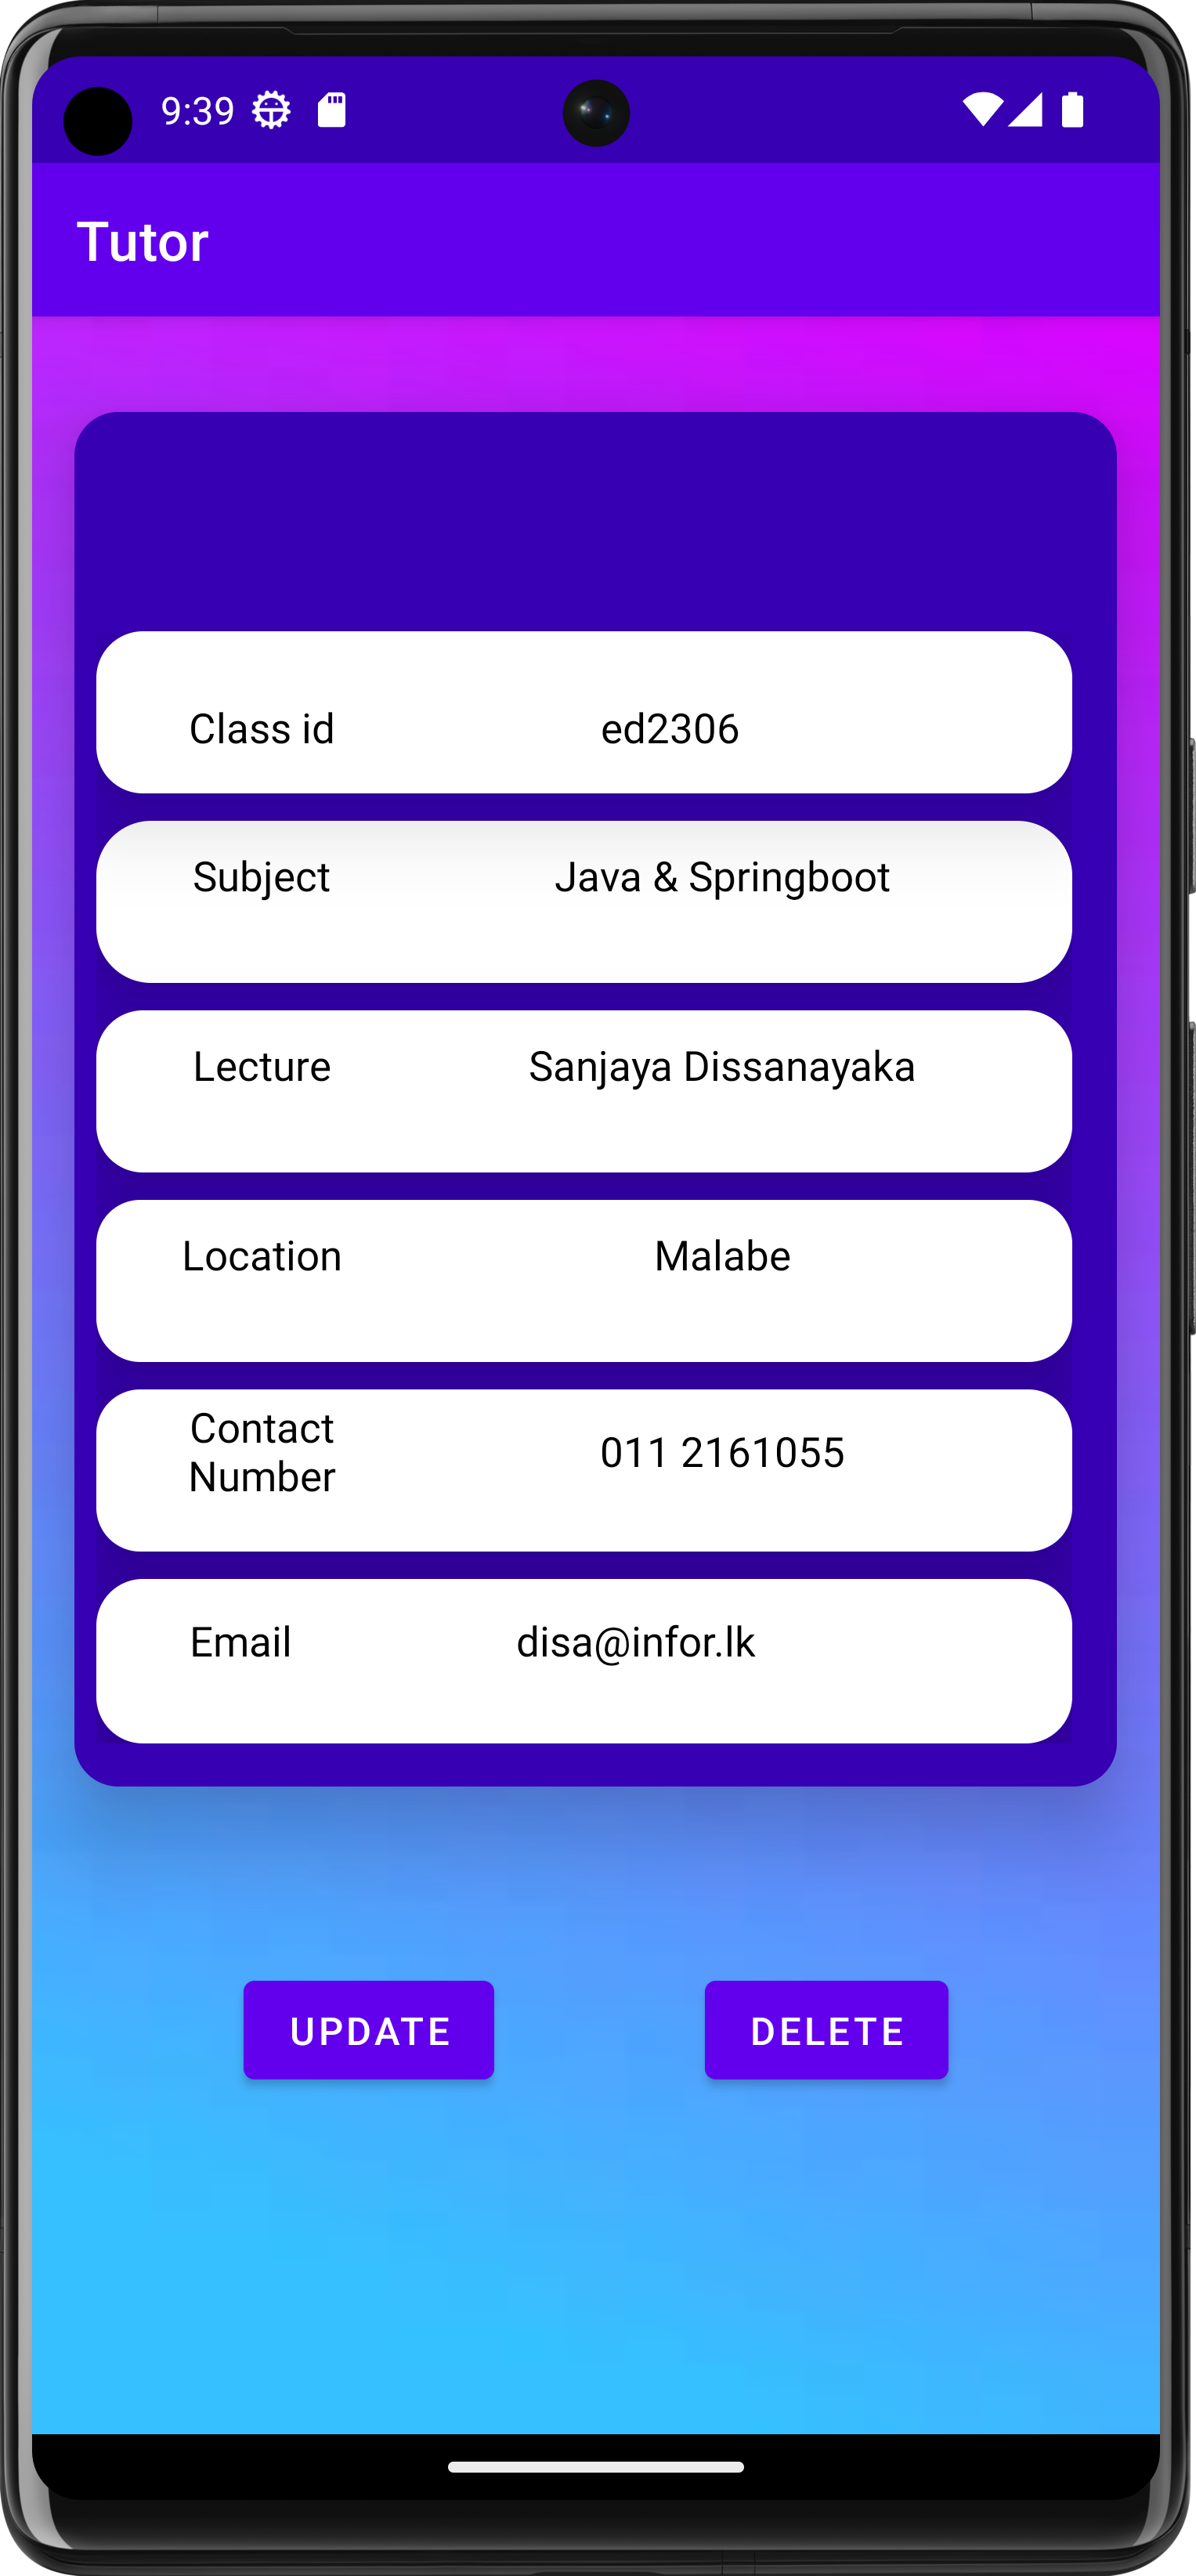 9:39
Tutor
Class id ed2306
Subject Java & Springboot
Lecture Sanjaya Dissanayaka
Location Malabe
Contact
Number 011 2161055
Email disa@infor.lk
UPDATE DELETE